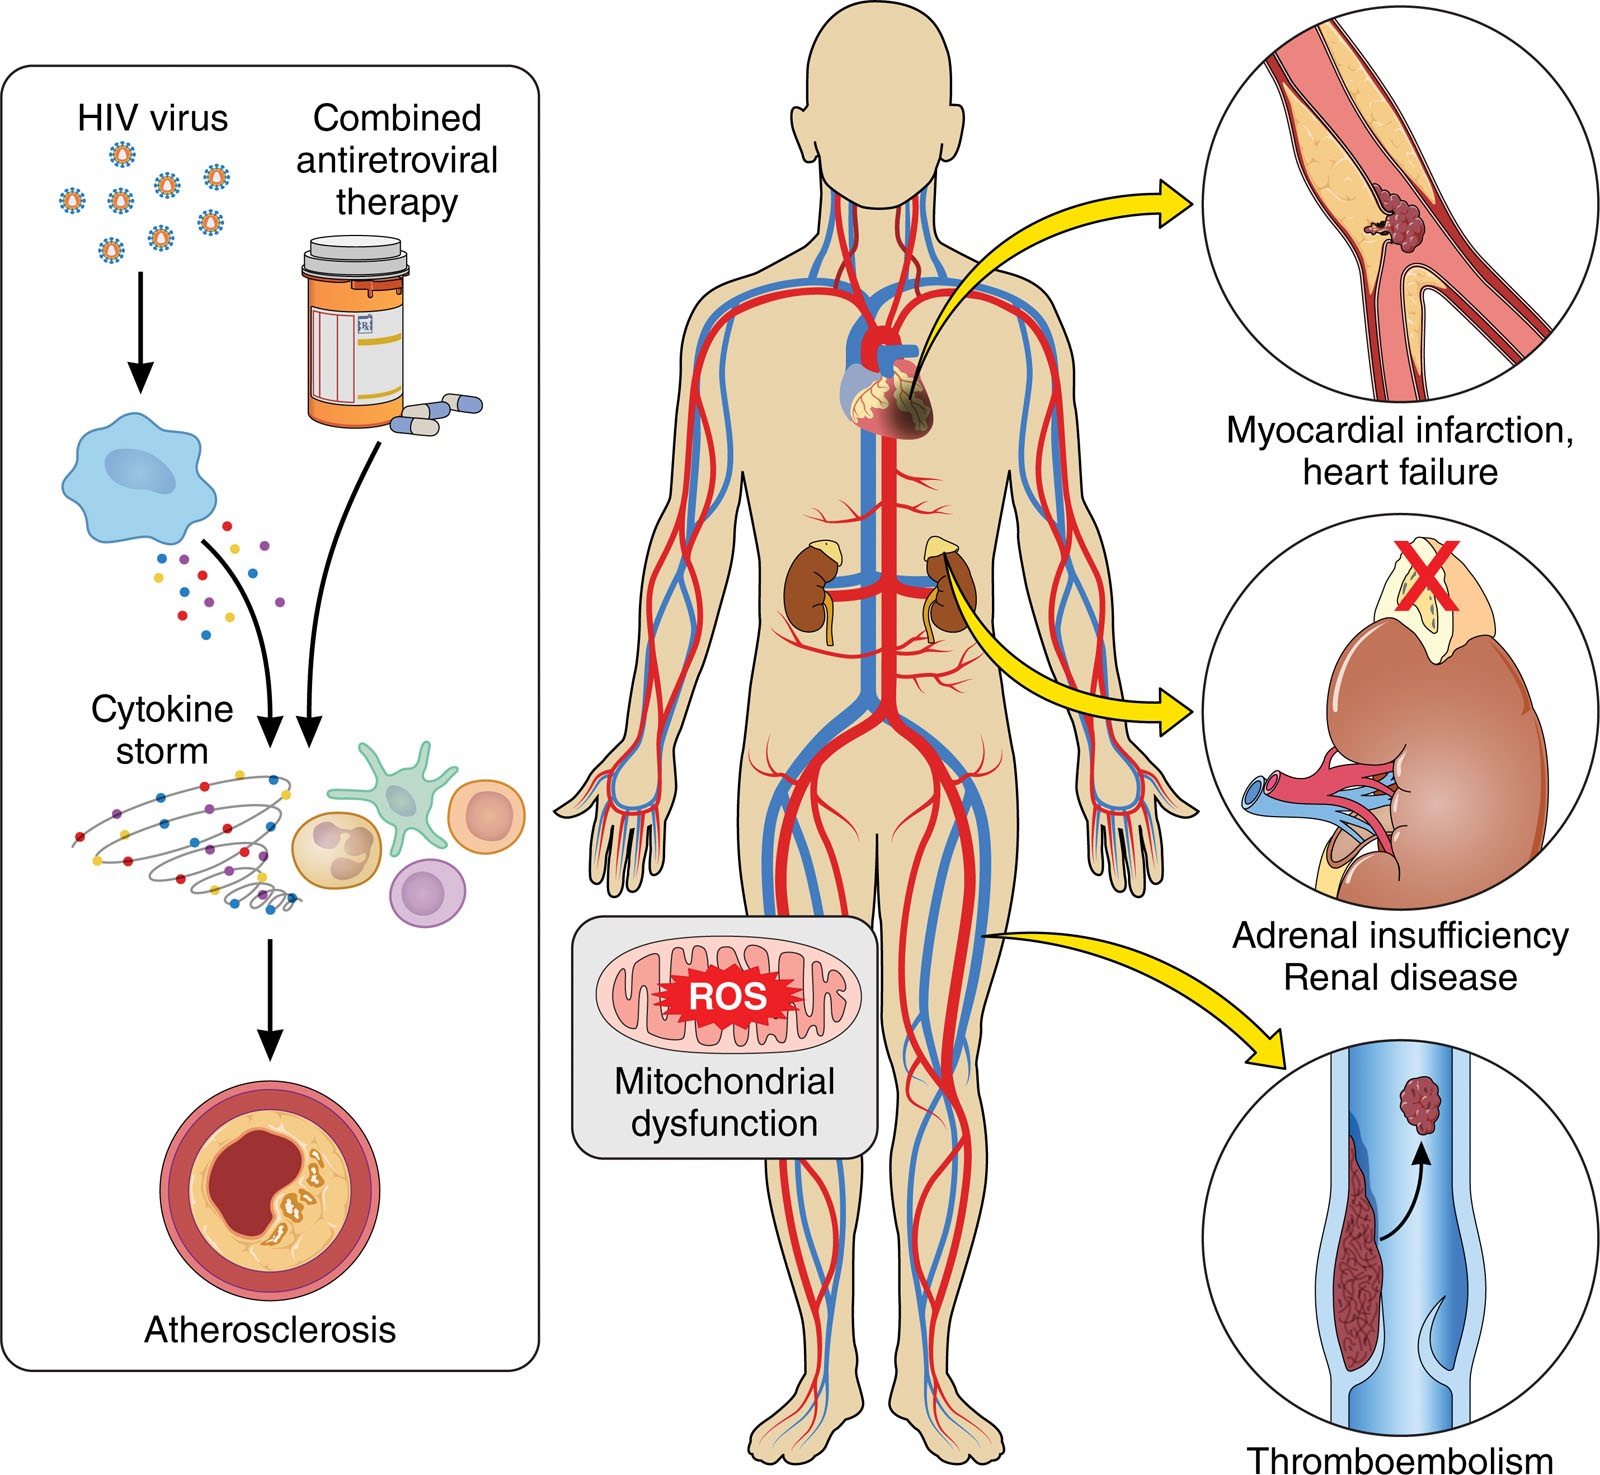 HIV virus
Combined
antiretroviral
therapy
Rx
Cytokine
storm
Atherosclerosis
ROS
Mitochondrial
dysfunction
Myocardial infarction,
heart failure
X
Adrenal insufficiency
Renal disease
Thromboembolism